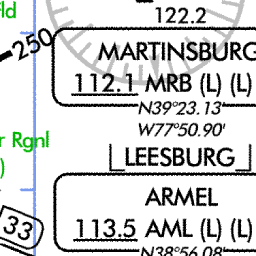 122.2
250
MARTINSBURG
112.1 MRB (L) (L)
N39°23.13'
W77°50.90'
r Rgnl
)
LEESBURG
ARMEL
33
113.5 AML (L) (L)
N38°56.08'